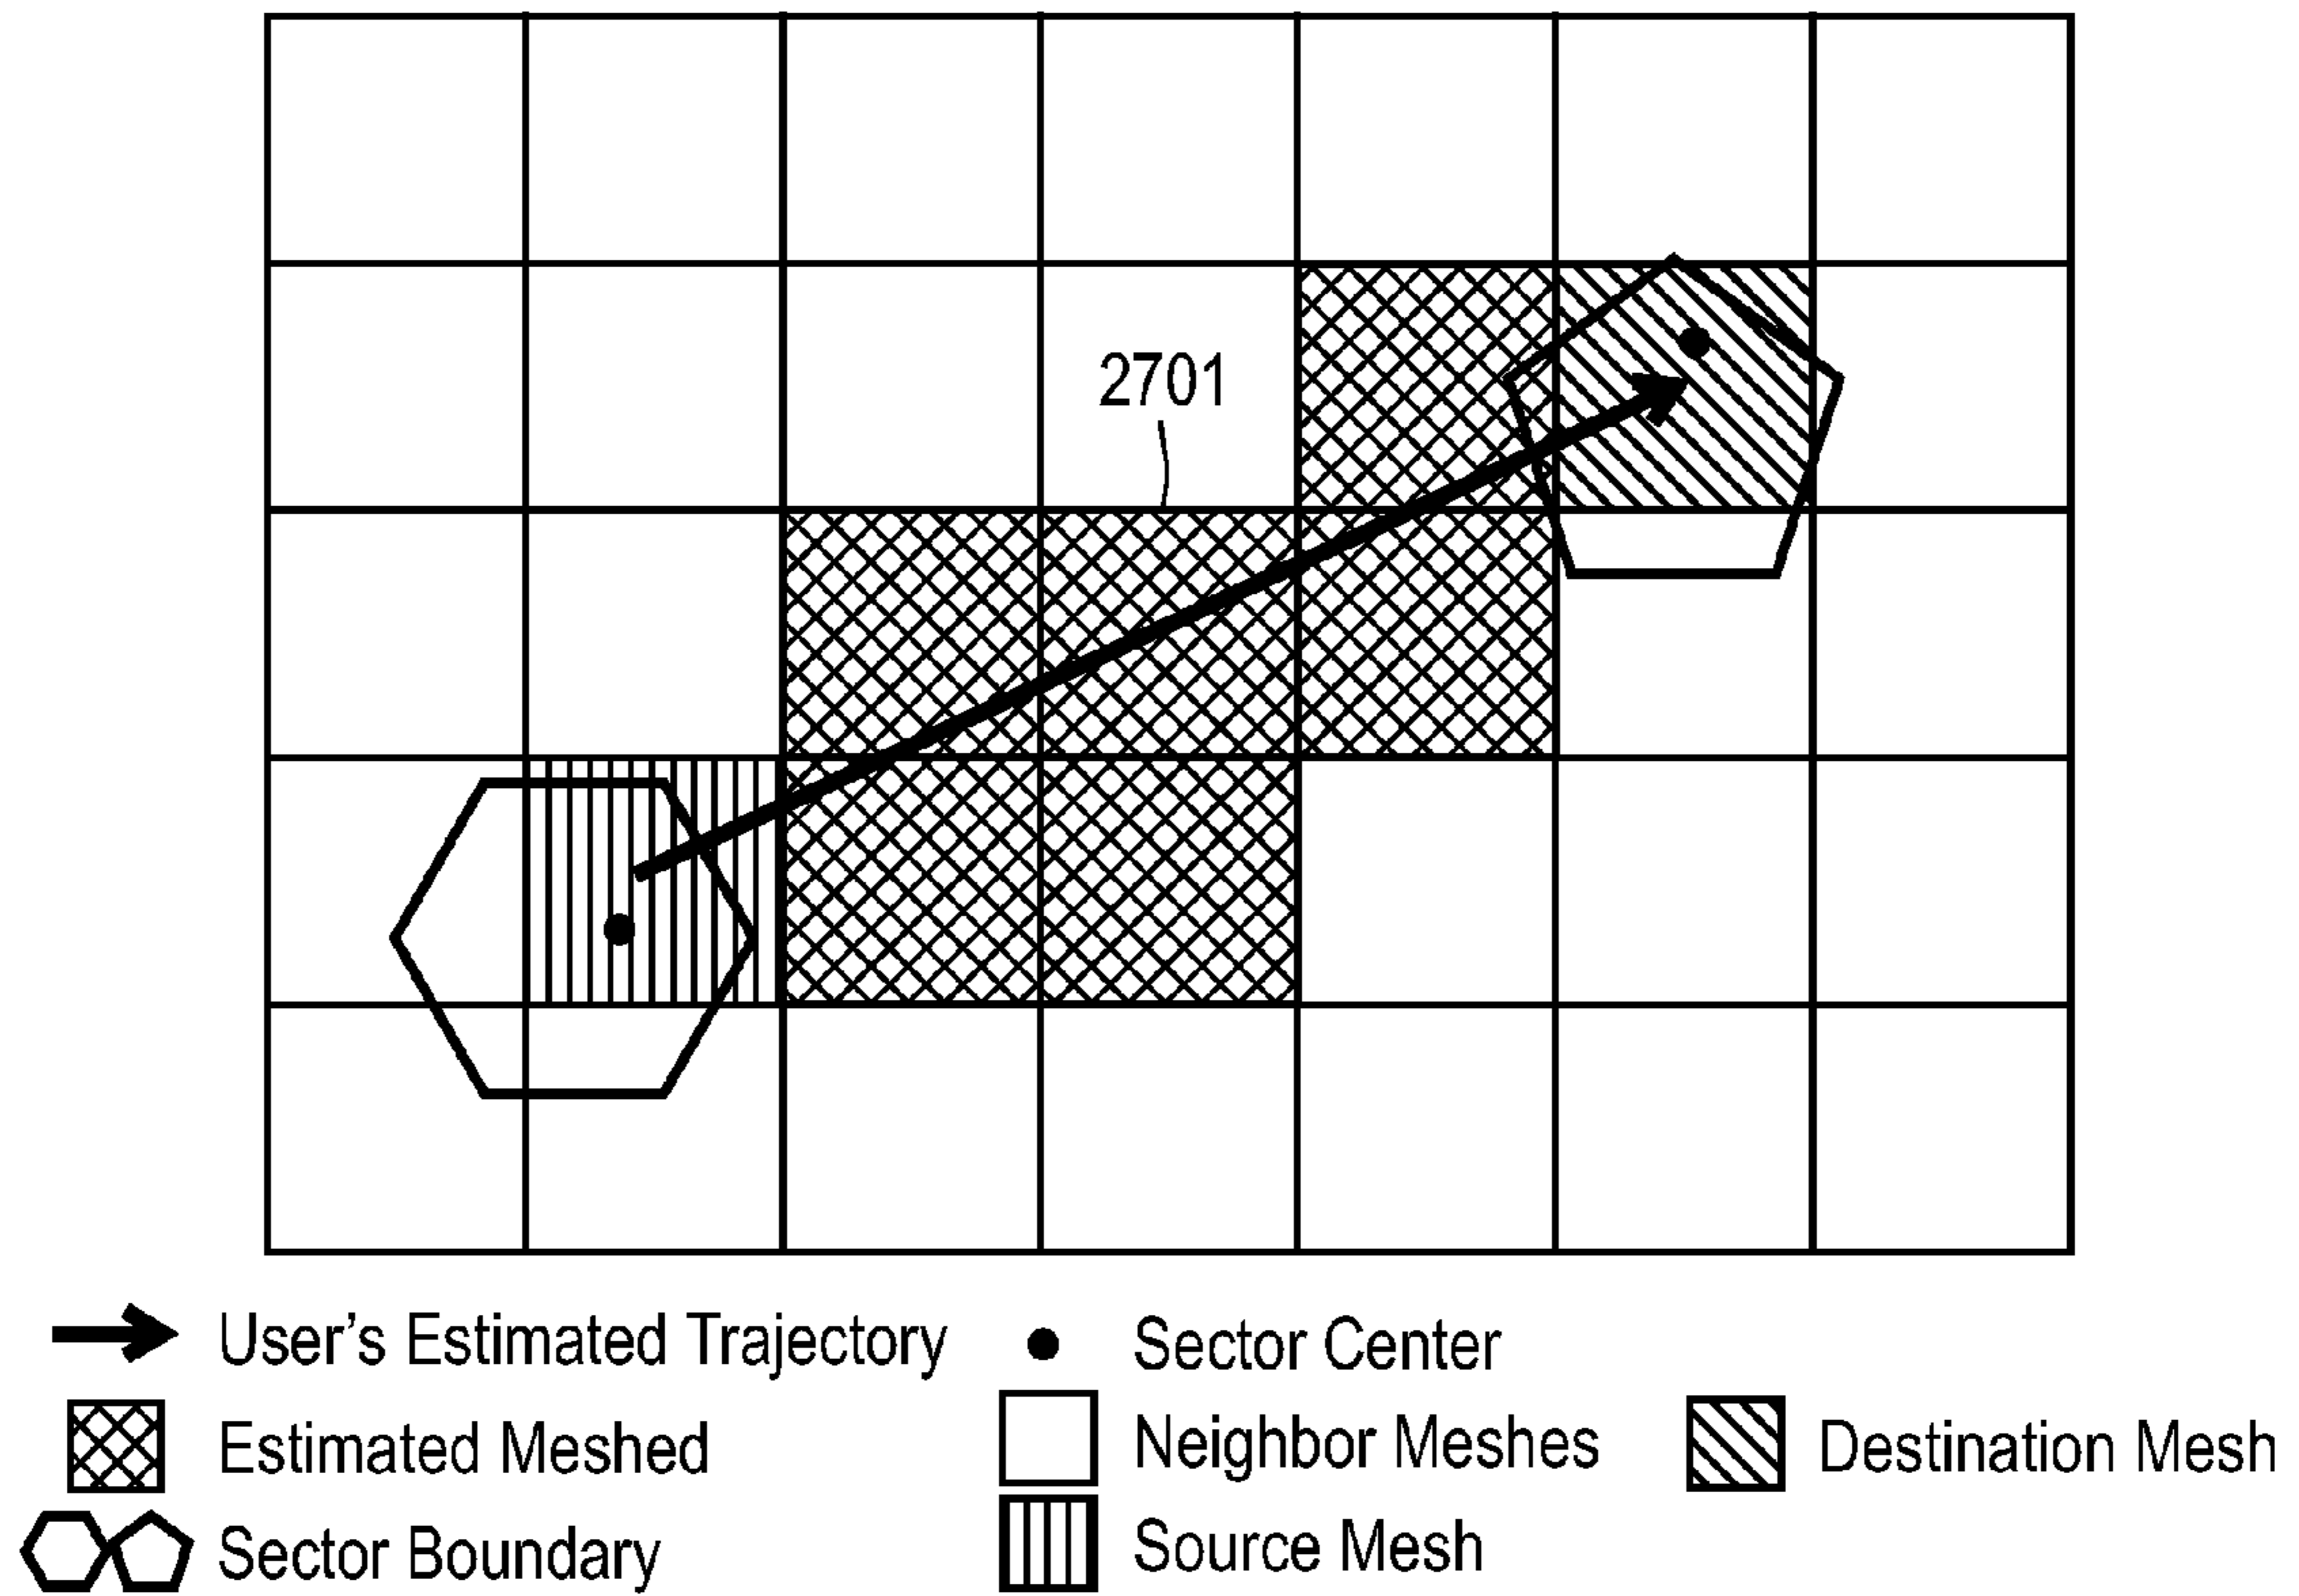 2701
User's Estimated Trajectory
Sector Center
Estimated Meshed
Neighbor Meshes
Destination Mesh
Sector Boundary
Source Mesh